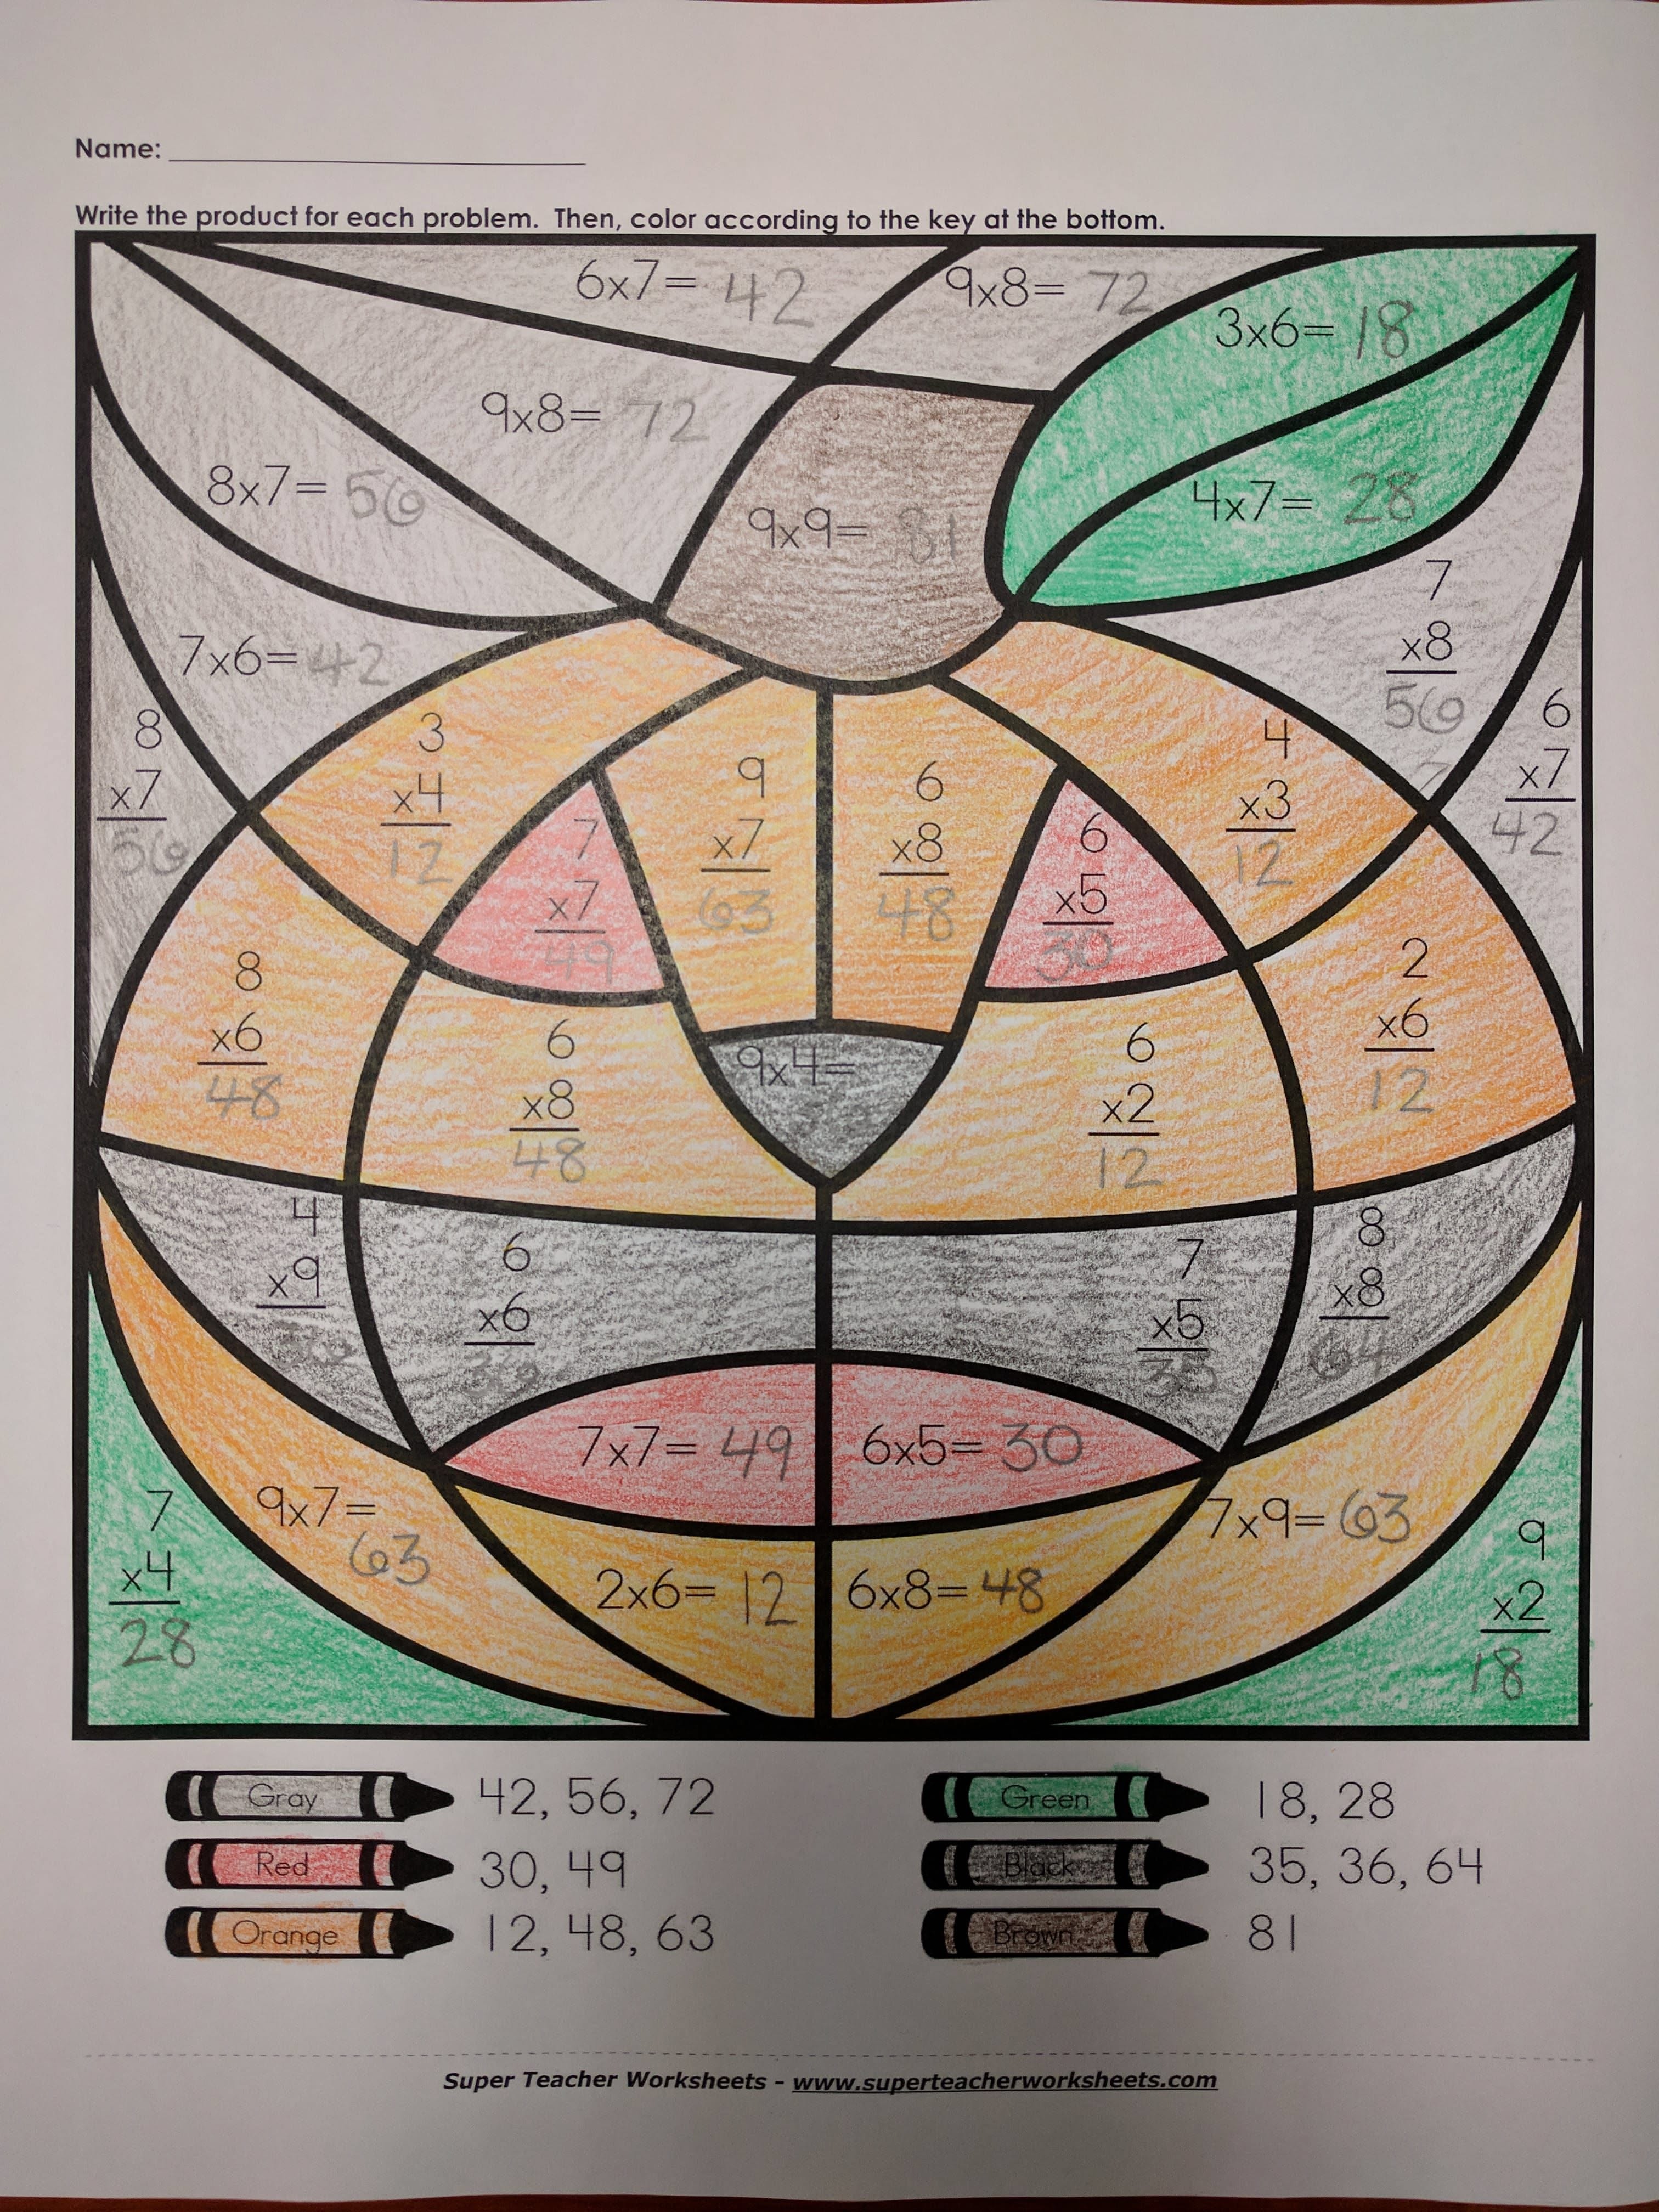 Name:
Write the product for each problem. Then, color according to the key at the bottom.
6x7= 42
9x8= 72
3x6= 18
9x8= 72
8x7= 56
9x9= 81
4x7= 28
7
x8
56
7x6= 42
8
x7
56
3
x4
12
7
x7
49
9
x7
63
6
x8
48
6
x5
30
4
x3
12
6
x7
42
8
x6
48
6
x8
48
9x4=
6
x2
12
2
x6
12
4
x9
6
x6
36
7
x5
35
8
x8
64
7x7= 49
6x5= 30
7
x4
28
9x7=
63
2x6= 12
6x8= 48
7x9= 63
9
x2
18
Gray 42, 56, 72
Green 18, 28
Red 30, 49
Black 35, 36, 64
Orange 12, 48, 63
Brown 81
Super Teacher Worksheets - www.superteacherworksheets.com